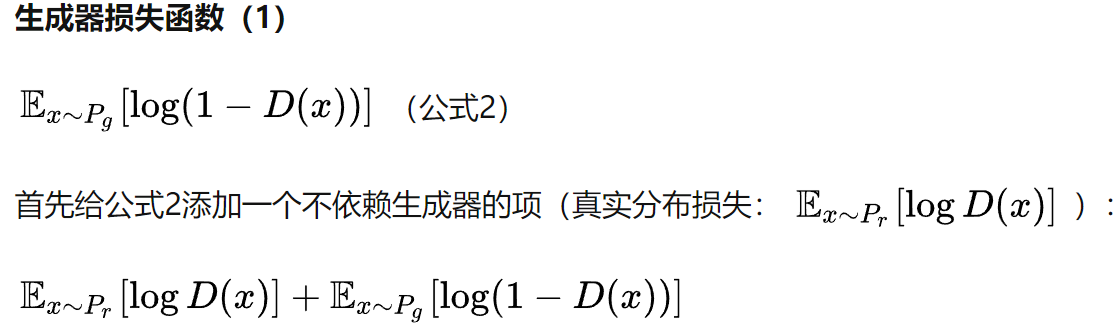 生成器损失函数（1）
𝔼_{x∼P_g}[log(1 − D(x))] （公式2）
首先给公式2添加一个不依赖生成器的项（真实分布损失： 𝔼_{x∼P_r}[log D(x)] ）：
𝔼_{x∼P_r}[log D(x)] + 𝔼_{x∼P_g}[log(1 − D(x))]